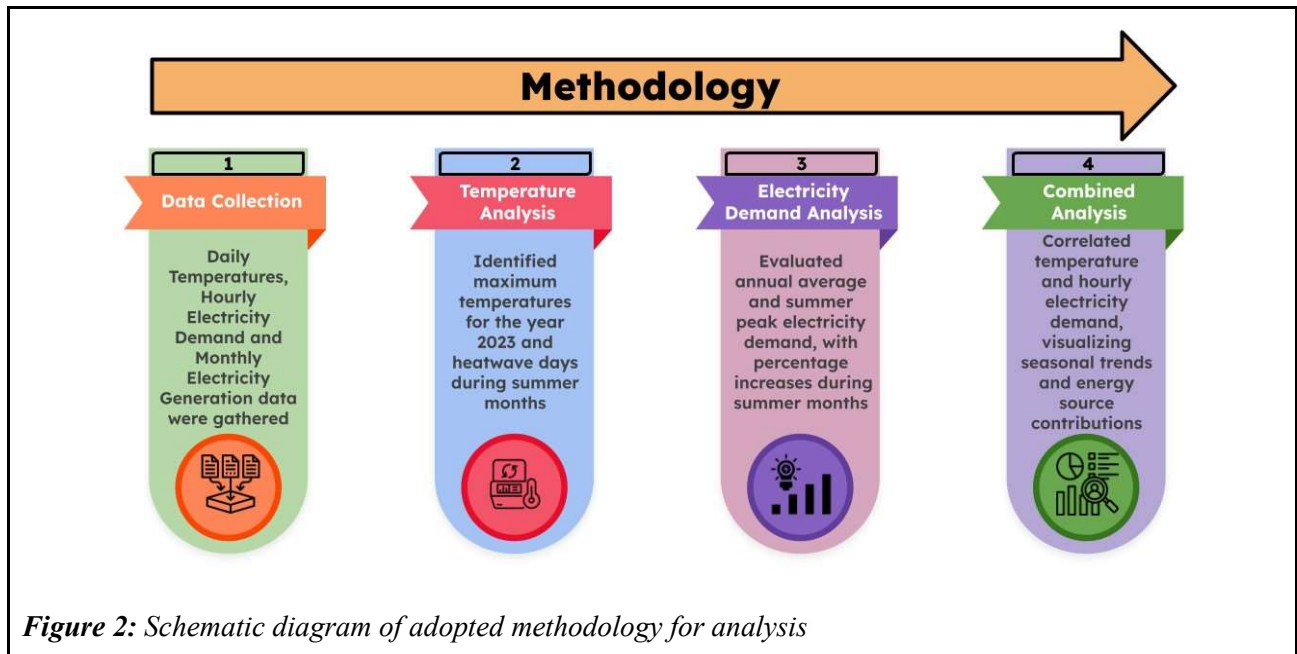 Methodology
1
Data Collection
Daily
Temperatures,
Hourly
Electricity
Demand and
Monthly
Electricity
Generation data
were gathered
2
Temperature
Analysis
Identified
maximum
temperatures
for the year
2023 and
heatwave days
during summer
months
3
Electricity
Demand Analysis
Evaluated
annual average
and summer
peak electricity
demand, with
percentage
increases during
summer months
4
Combined
Analysis
Correlated
temperature
and hourly
electricity
demand,
visualizing
seasonal trends
and energy
source
contributions
Figure 2: Schematic diagram of adopted methodology for analysis